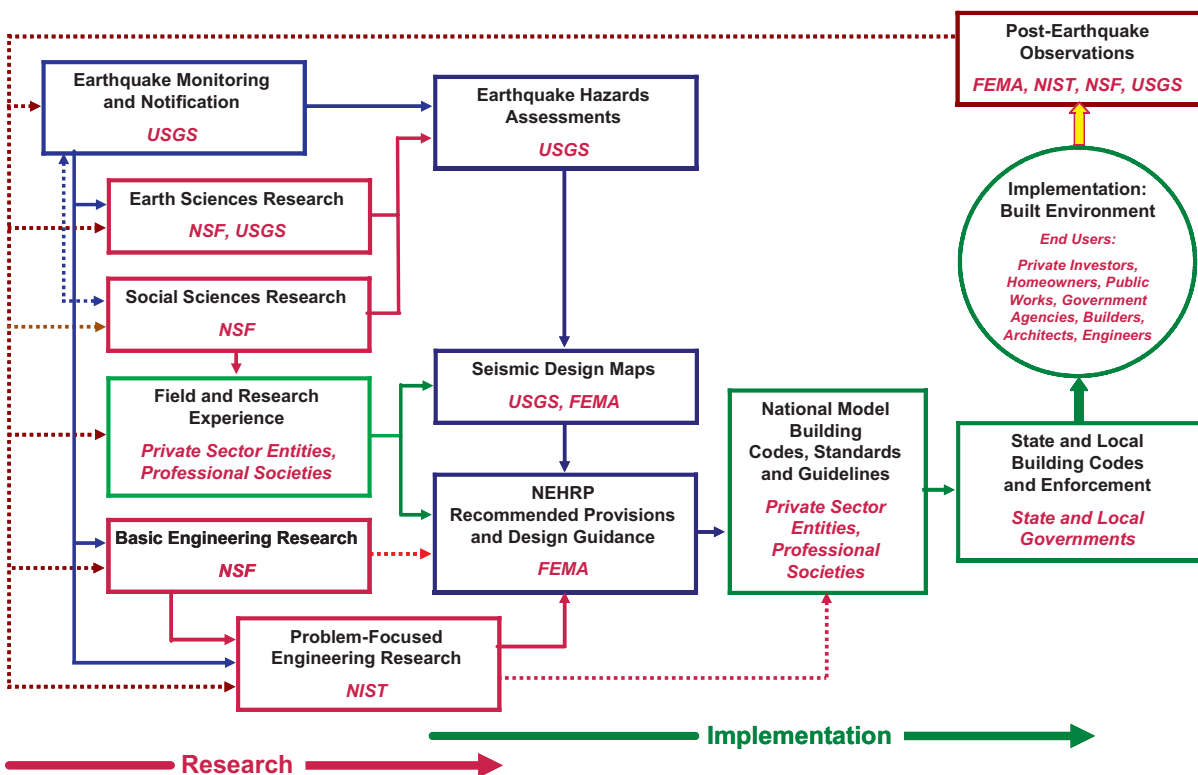 Post-Earthquake
Observations
FEMA, NIST, NSF, USGS
Earthquake Monitoring
and Notification
USGS
Earthquake Hazards
Assessments
USGS
Implementation:
Built Environment
End Users:
Private Investors,
Homeowners, Public
Works, Government
Agencies, Builders,
Architects, Engineers
Earth Sciences Research
NSF, USGS
Social Sciences Research
NSF
Field and Research
Experience
Private Sector Entities,
Professional Societies
Seismic Design Maps
USGS, FEMA
National Model
Building
Codes, Standards
and Guidelines
Private Sector
Entities,
Professional
Societies
State and Local
Building Codes
and Enforcement
State and Local
Governments
NEHRP
Recommended Provisions
and Design Guidance
FEMA
Basic Engineering Research
NSF
Problem-Focused
Engineering Research
NIST
Implementation
Research